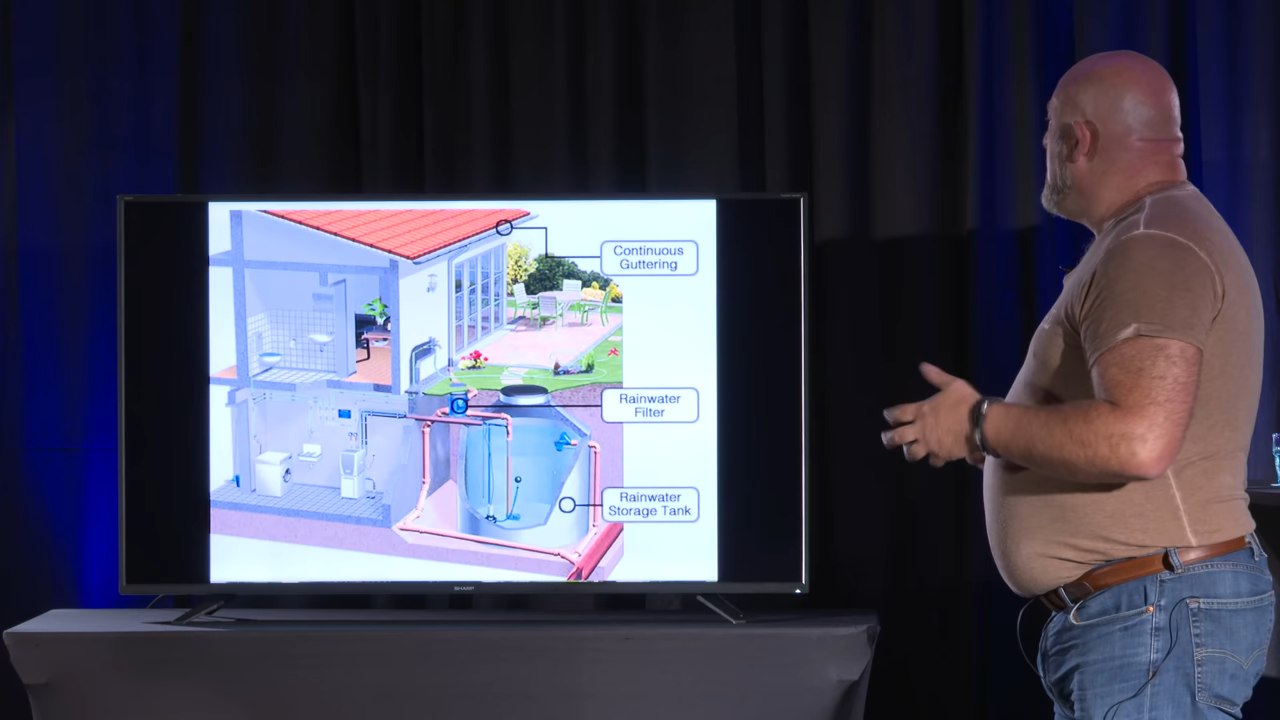 Continuous
Guttering
Rainwater
Filter
Rainwater
Storage Tank
SHARP